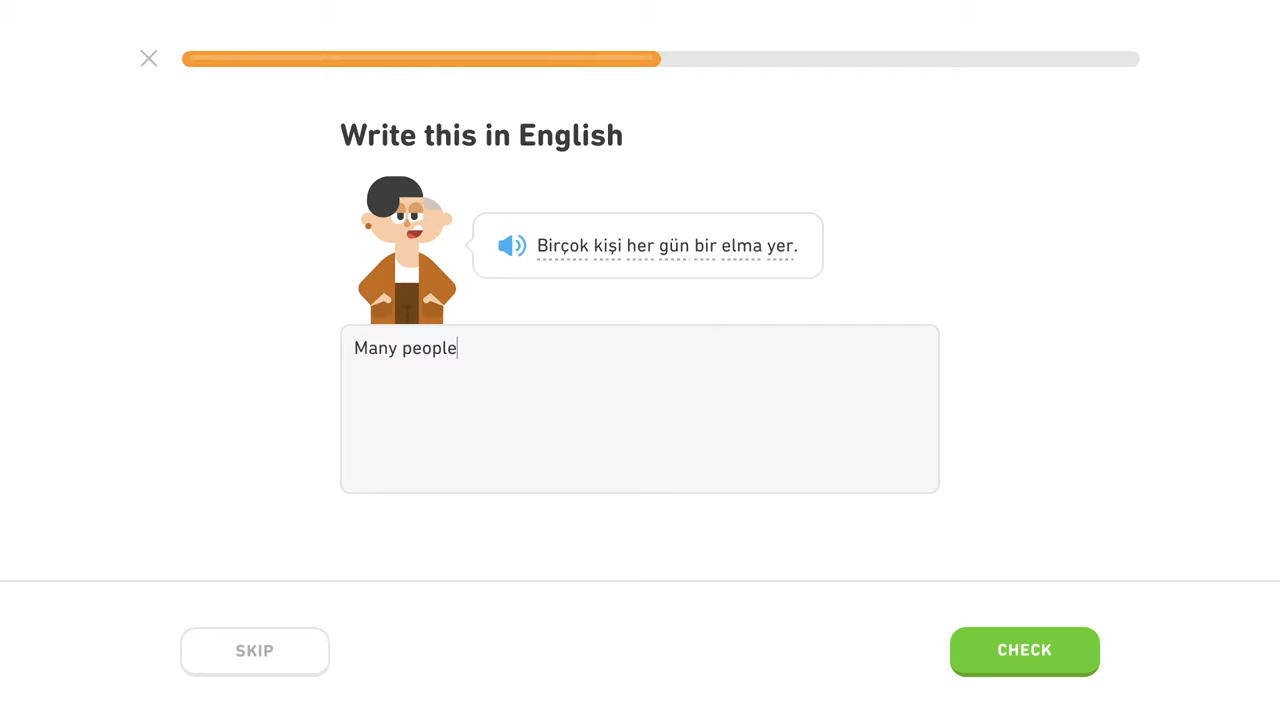 Write this in English
Birçok kişi her gün bir elma yer.
Many people
SKIP
CHECK